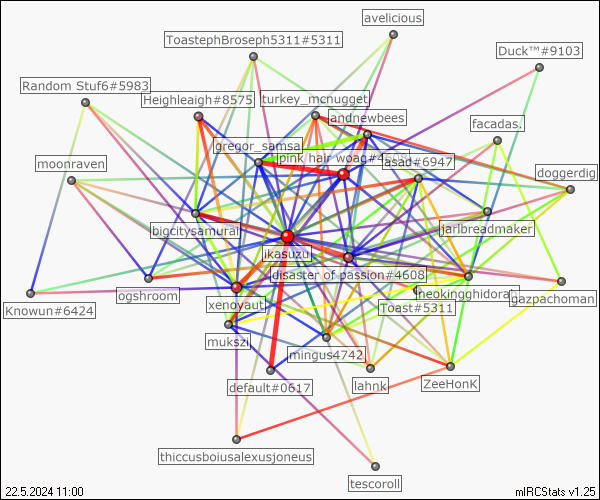 avelicious
ToastephBroseph5311#5311
Duck™#9103
Random Stuf6#5983
Heighleaigh#8575
turkey_mcnugget
andnewbees
facadas.
gregor_samsa
pink hair woag#4609
asad#6947
moonraven
doggerdig
bigcitysamurai
jarlbreadmaker
ikasuzu
disaster of passion#4608
Knowun#6424
ogshroom
xenoyaut
theokingghidorah
gazpachoman
Toast#5311
mukszi
mingus4742
default#0617
lahnk
ZeeHonK
thiccusboiusalexusjoneus
tescoroll
22.5.2024 11:00
mIRCStats v1.25